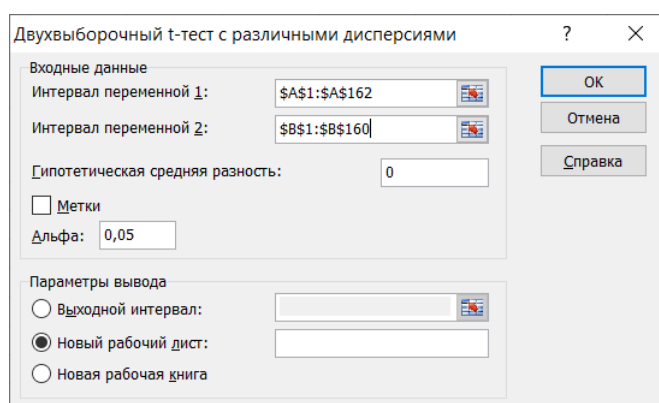 Двухвыборочный t-тест с различными дисперсиями ? ×
Входные данные
Интервал переменной 1: $A$1:$A$162
Интервал переменной 2: $B$1:$B$160
Гипотетическая средняя разность: 0
Метки
Альфа: 0,05
Параметры вывода
Выходной интервал:
Новый рабочий лист:
Новая рабочая книга
ОК
Отмена
Справка